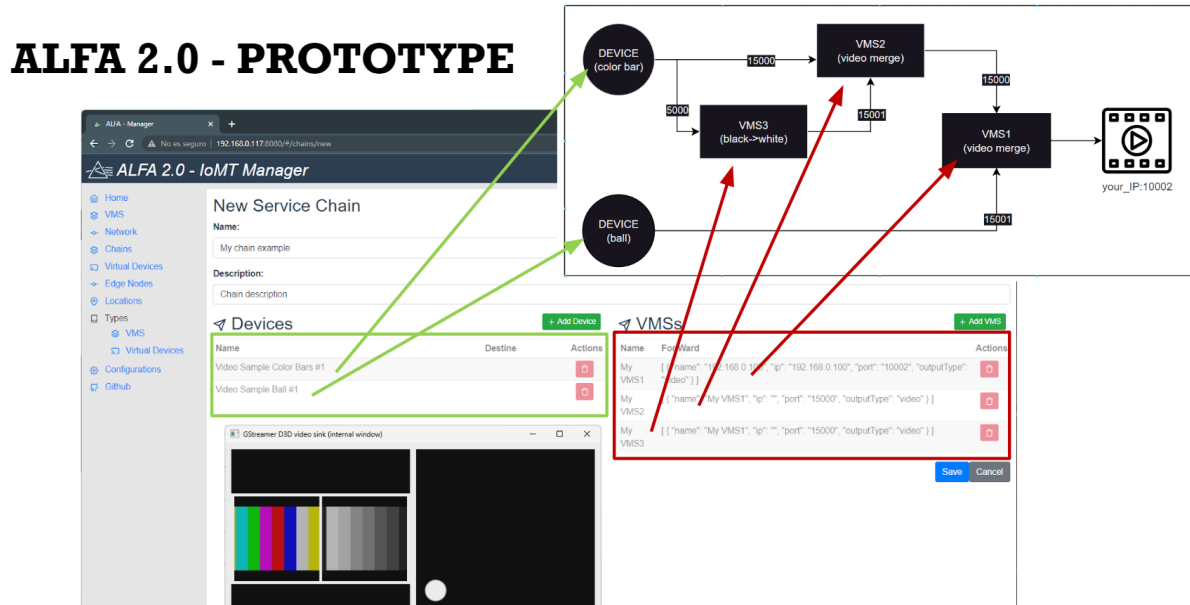 ALFA 2.0 - PROTOTYPE
DEVICE
(color bar)
15000
VMS2
(video merge)
15000
5000
15001
VMS3
(black->white)
VMS1
(video merge)
your_IP:10002
DEVICE
(ball)
15001
ALFA - Manager
No es seguro | 192.168.0.117:8080/#/chains/new
ALFA 2.0 - IoMT Manager
Home
VMS
Network
Chains
Virtual Devices
Edge Nodes
Locations
Types
VMS
Virtual Devices
Configurations
Github
New Service Chain
Name:
My chain example
Description:
Chain description
Devices
+ Add Device
Name Destine Actions
Video Sample Color Bars #1
Video Sample Ball #1
VMSs
+ Add VMS
Name ForWard Actions
My VMS1 [ { "name": "192.168.0.100", "ip": "192.168.0.100", "port": "10002", "outputType":
"video" } ]
My VMS2 [ { "name": "My VMS1", "ip": "", "port": "15000", "outputType": "video" } ]
My VMS3 [ { "name": "My VMS1", "ip": "", "port": "15000", "outputType": "video" } ]
Save Cancel
GStreamer D3D video sink (internal window)